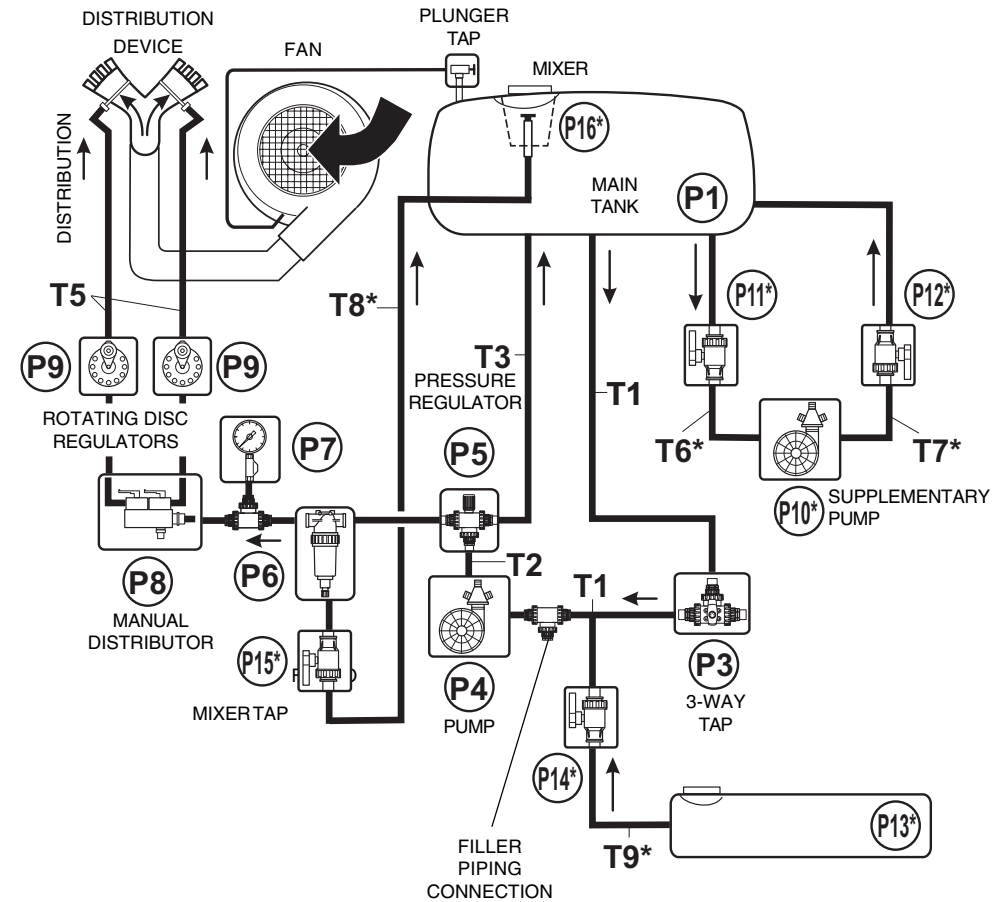 DISTRIBUTION
DEVICE
FAN
PLUNGER
TAP
MIXER
P16*
DISTRIBUTION
MAIN
TANK
P1
P11*
P12*
T5
T8*
T3
T1
P9
P9
PRESSURE
REGULATOR
ROTATING DISC
REGULATORS
P7
P5
T6*
T7*
P10*
SUPPLEMENTARY
PUMP
P8
P6
T2
T1
MANUAL
DISTRIBUTOR
P15*
MIXER TAP
P4
PUMP
P3
3-WAY
TAP
P14*
P13*
T9*
FILLER
PIPING
CONNECTION